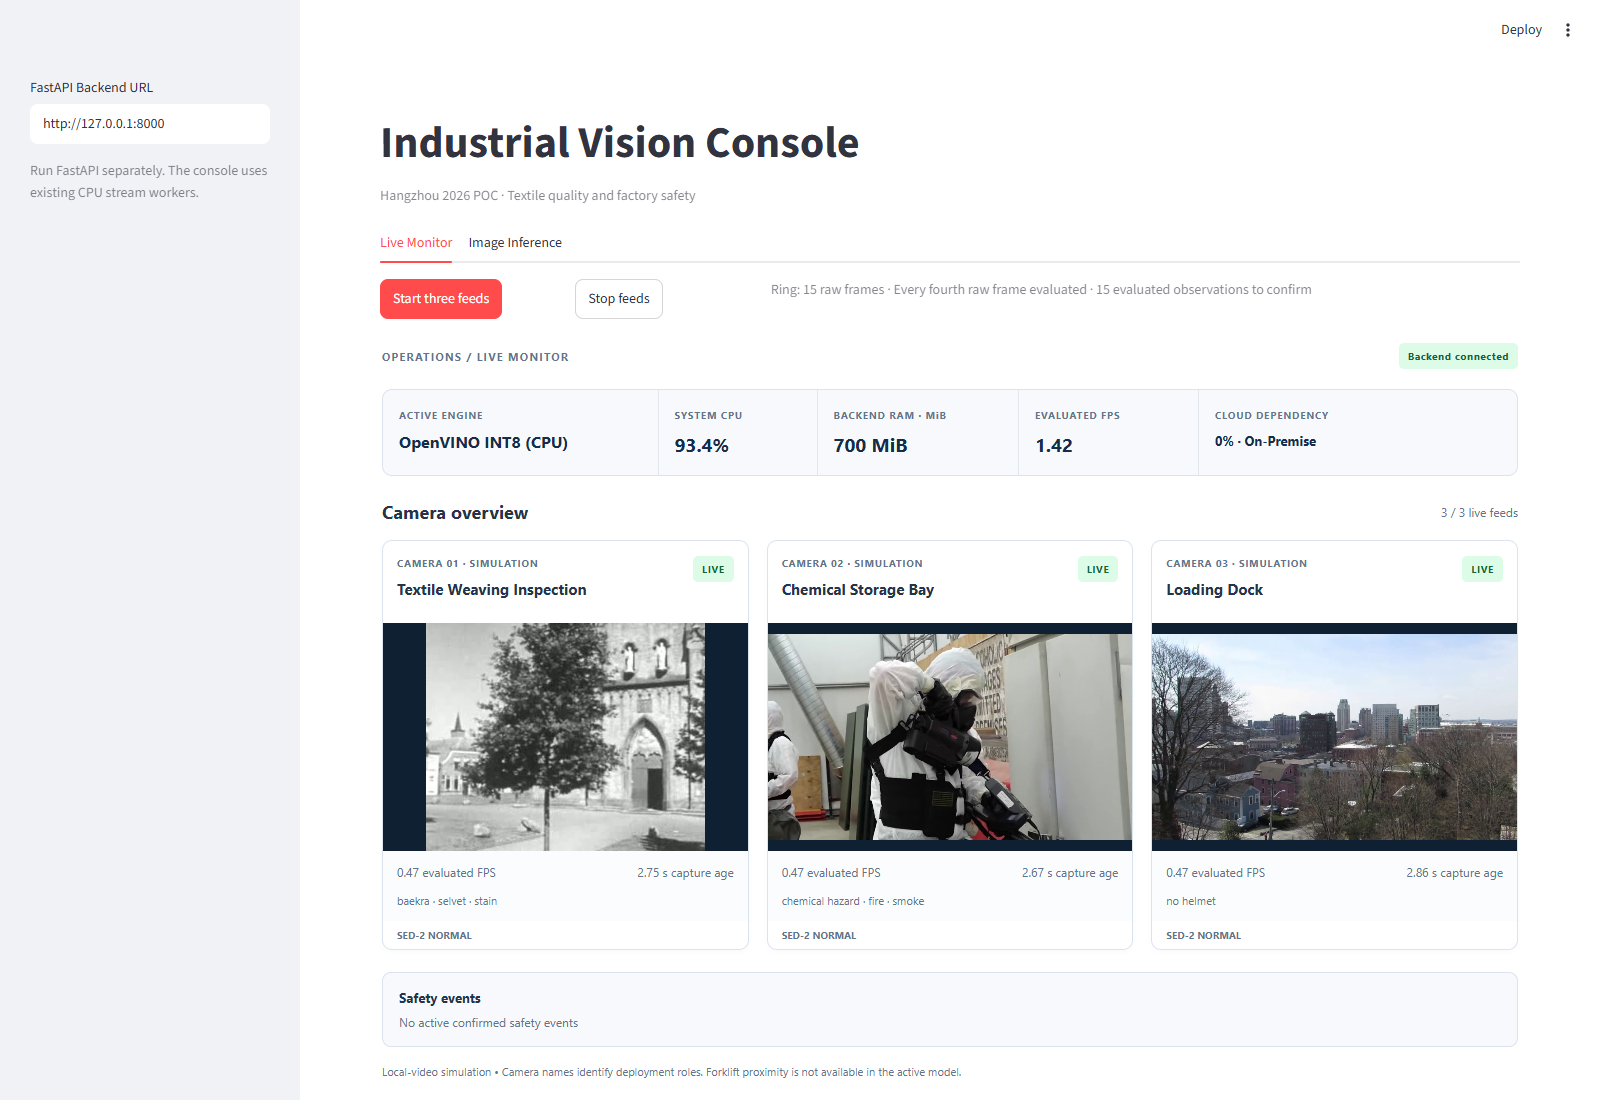 Deploy
FastAPI Backend URL
http://127.0.0.1:8000
Run FastAPI separately. The console uses
existing CPU stream workers.
Industrial Vision Console
Hangzhou 2026 POC · Textile quality and factory safety
Live Monitor Image Inference
Start three feeds Stop feeds Ring: 15 raw frames · Every fourth raw frame evaluated · 15 evaluated observations to confirm
OPERATIONS / LIVE MONITOR Backend connected
ACTIVE ENGINE SYSTEM CPU BACKEND RAM · MiB EVALUATED FPS CLOUD DEPENDENCY
OpenVINO INT8 (CPU) 93.4% 700 MiB 1.42 0% · On-Premise
Camera overview 3 / 3 live feeds
CAMERA 01 · SIMULATION LIVE
Textile Weaving Inspection
0.47 evaluated FPS 2.75 s capture age
baekra · selvet · stain
SED-2 NORMAL
CAMERA 02 · SIMULATION LIVE
Chemical Storage Bay
0.47 evaluated FPS 2.67 s capture age
chemical hazard · fire · smoke
SED-2 NORMAL
CAMERA 03 · SIMULATION LIVE
Loading Dock
0.47 evaluated FPS 2.86 s capture age
no helmet
SED-2 NORMAL
Safety events
No active confirmed safety events
Local-video simulation • Camera names identify deployment roles. Forklift proximity is not available in the active model.